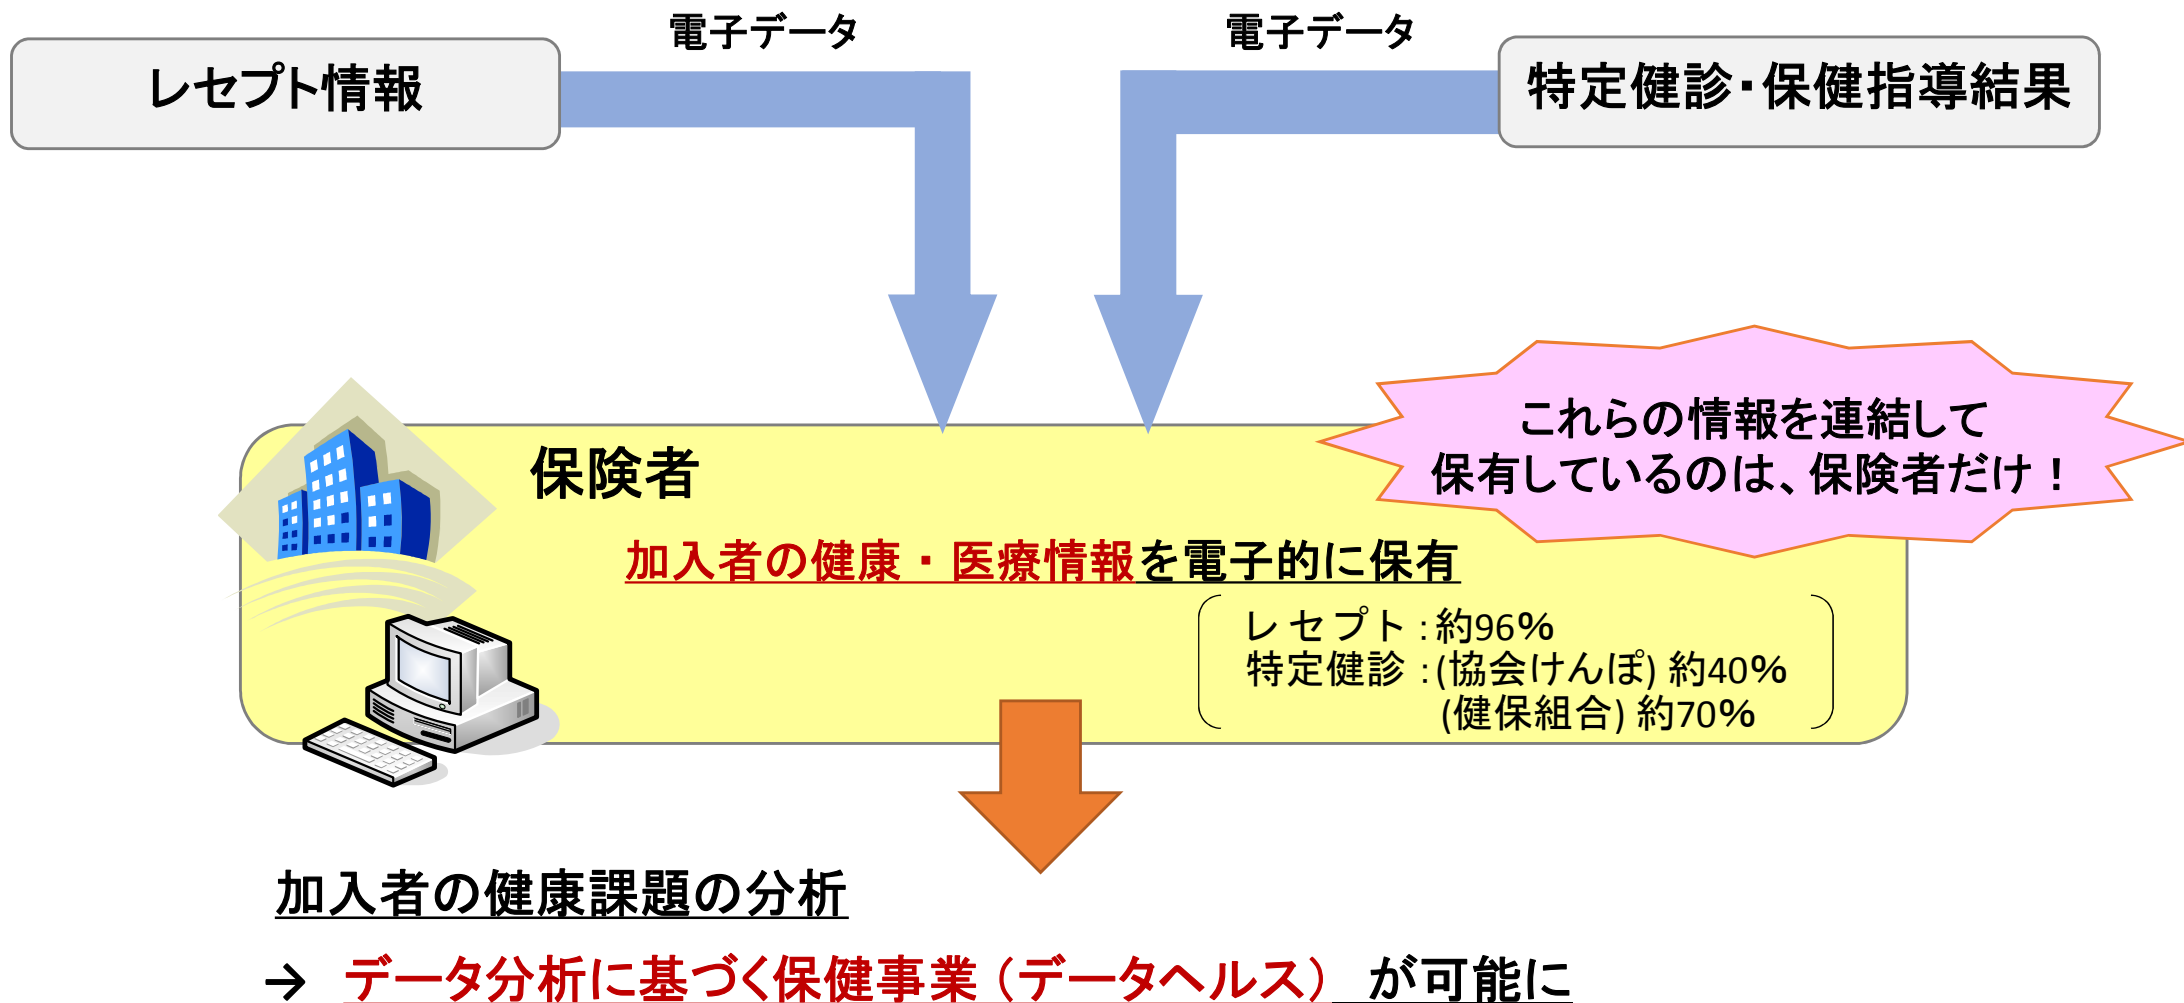 電子データ
電子データ
レセプト情報
特定健診・保健指導結果
これらの情報を連結して
保有しているのは、保険者だけ！
保険者
加入者の健康・医療情報を電子的に保有
レセプト：約96％
特定健診：(協会けんぽ) 約40％
(健保組合) 約70％
加入者の健康課題の分析
→ データ分析に基づく保健事業（データヘルス） が可能に